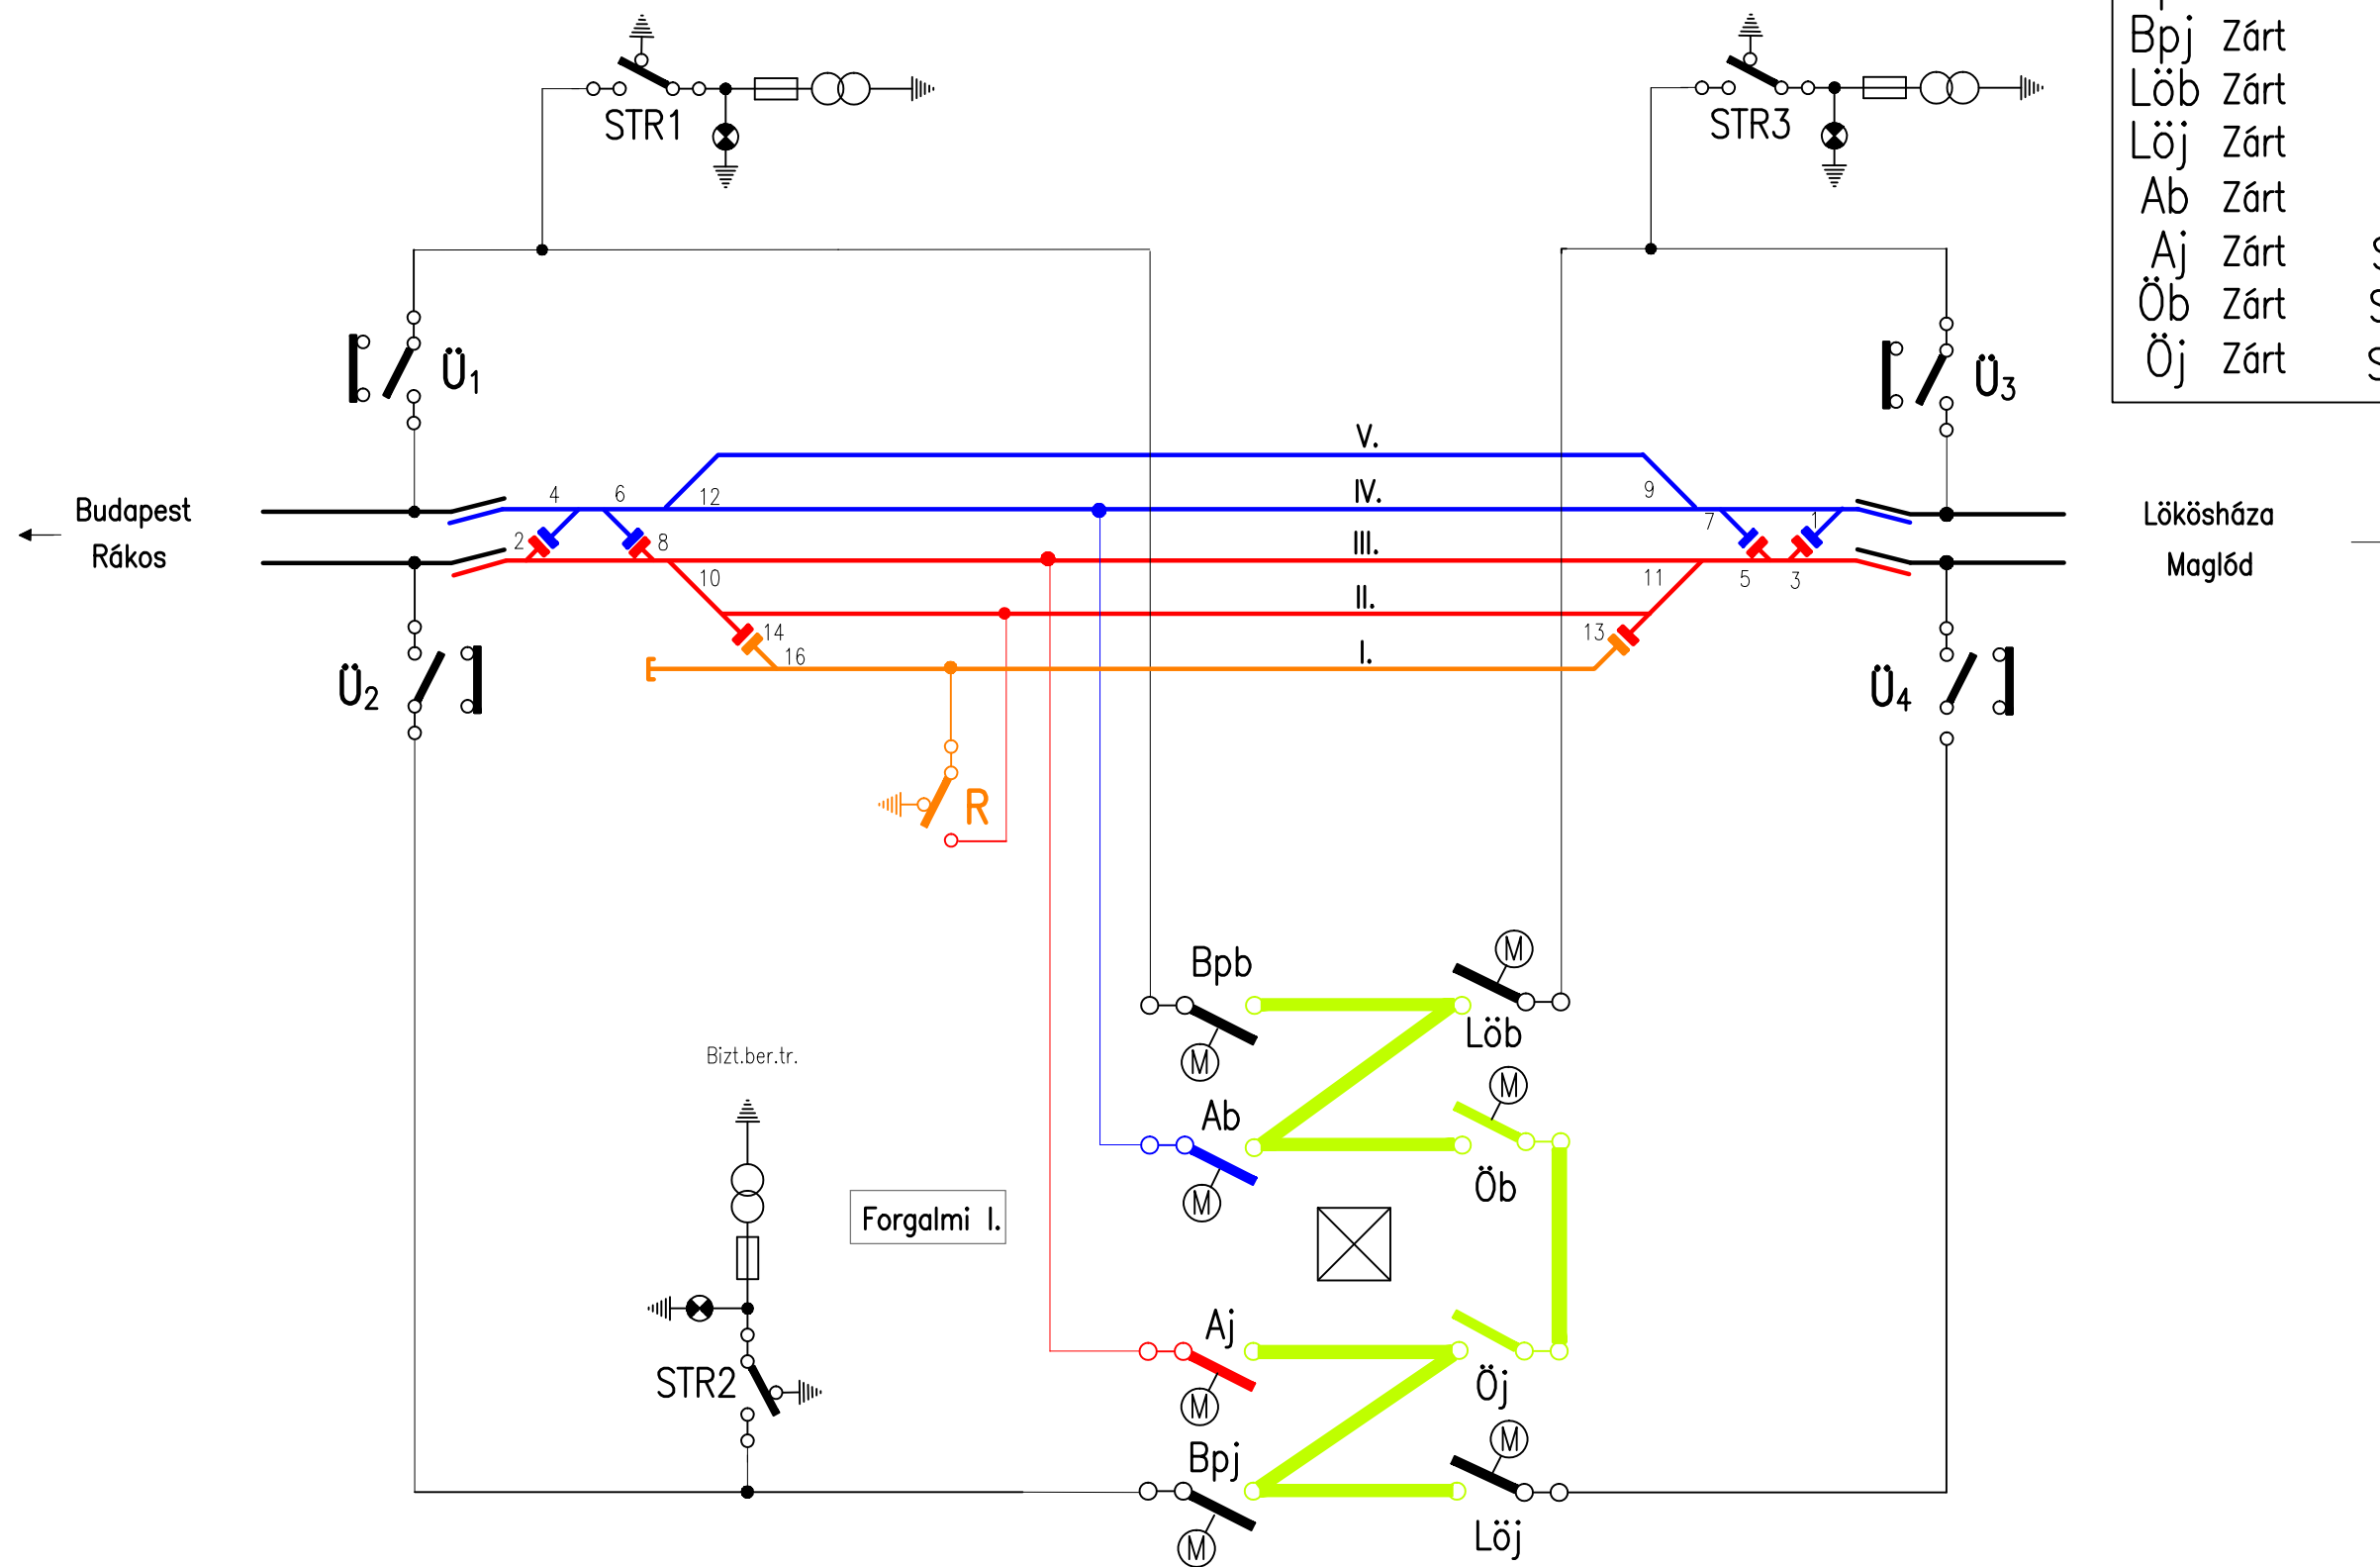 STR1
STR3
Bpj Zárt
Löb Zárt
Löj Zárt
Ab Zárt
Aj Zárt S
Öb Zárt S
Öj Zárt S
Ü1
Ü3
Budapest
Rákos
Lökösháza
Maglód
V.
IV.
III.
II.
I.
4
6
12
2
8
10
14
16
9
7
1
11
5
3
13
Ü2
Ü4
R
Bpb
M
Löb
M
Bizt.ber.tr.
Ab
M
Öb
M
Forgalmi I.
Aj
M
Öj
STR2
Bpj
M
Löj
M